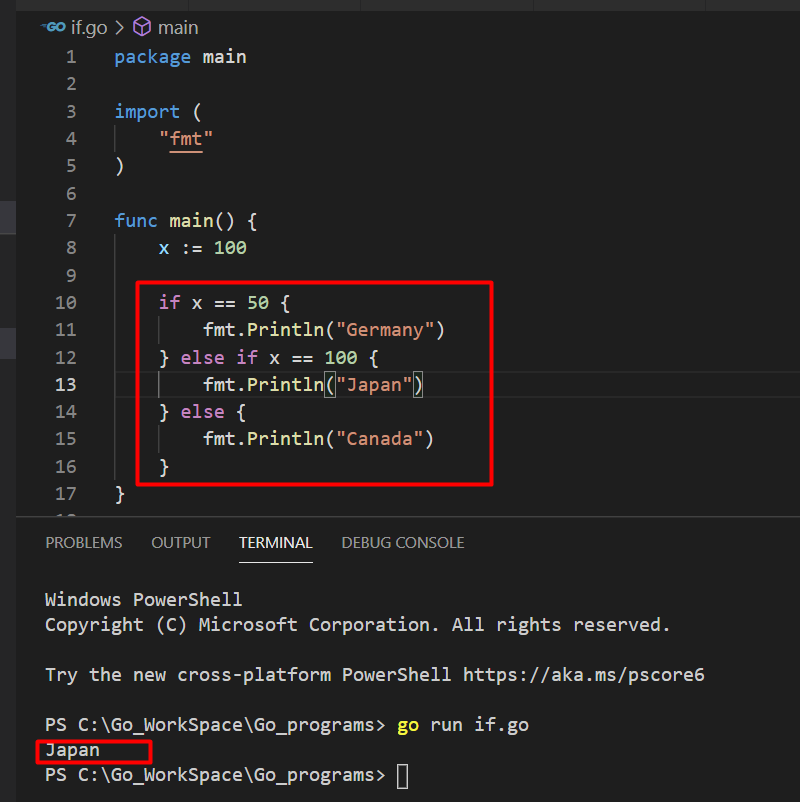 GO if.go > main
1 package main
2
3 import (
4     "fmt"
5 )
6
7 func main() {
8     x := 100
9
10     if x == 50 {
11         fmt.Println("Germany")
12     } else if x == 100 {
13         fmt.Println("Japan")
14     } else {
15         fmt.Println("Canada")
16     }
17 }
PROBLEMS OUTPUT TERMINAL DEBUG CONSOLE
Windows PowerShell
Copyright (C) Microsoft Corporation. All rights reserved.
Try the new cross-platform PowerShell https://aka.ms/pscore6
PS C:\Go_WorkSpace\Go_programs> go run if.go
Japan
PS C:\Go_WorkSpace\Go_programs>